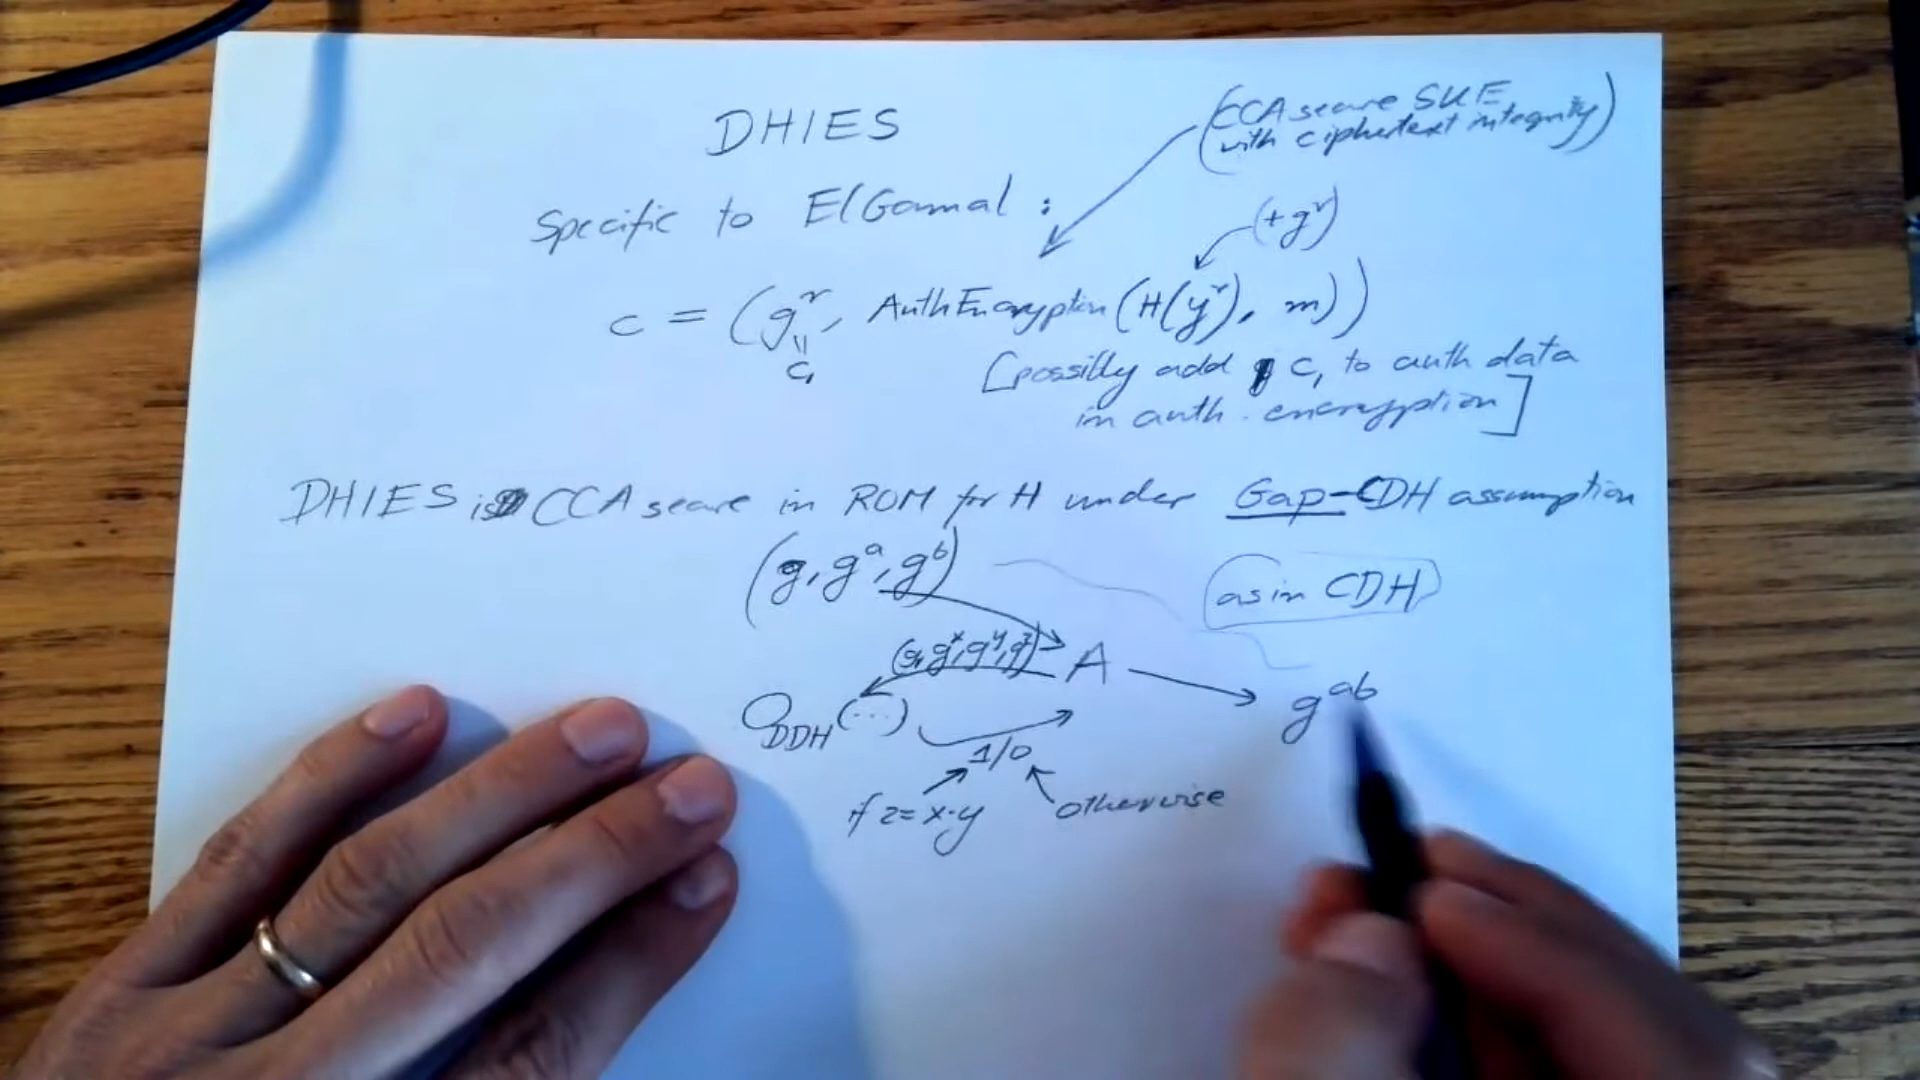 DHIES
(CCA secure SKE
with ciphertext integrity)
Specific to ElGamal :
(+g^r)
c = (g^r, AuthEncryption(H(y^r), m))
c₁
[possibly add c₁ to auth data
in auth. encryption]
DHIES is CCA secure in ROM for H under Gap-CDH assumption
(g, g^a, g^b)
as in CDH
(g, g^x, g^y, g^z)
A
g^ab
O_DDH(...)
1/0
if z = x·y
otherwise